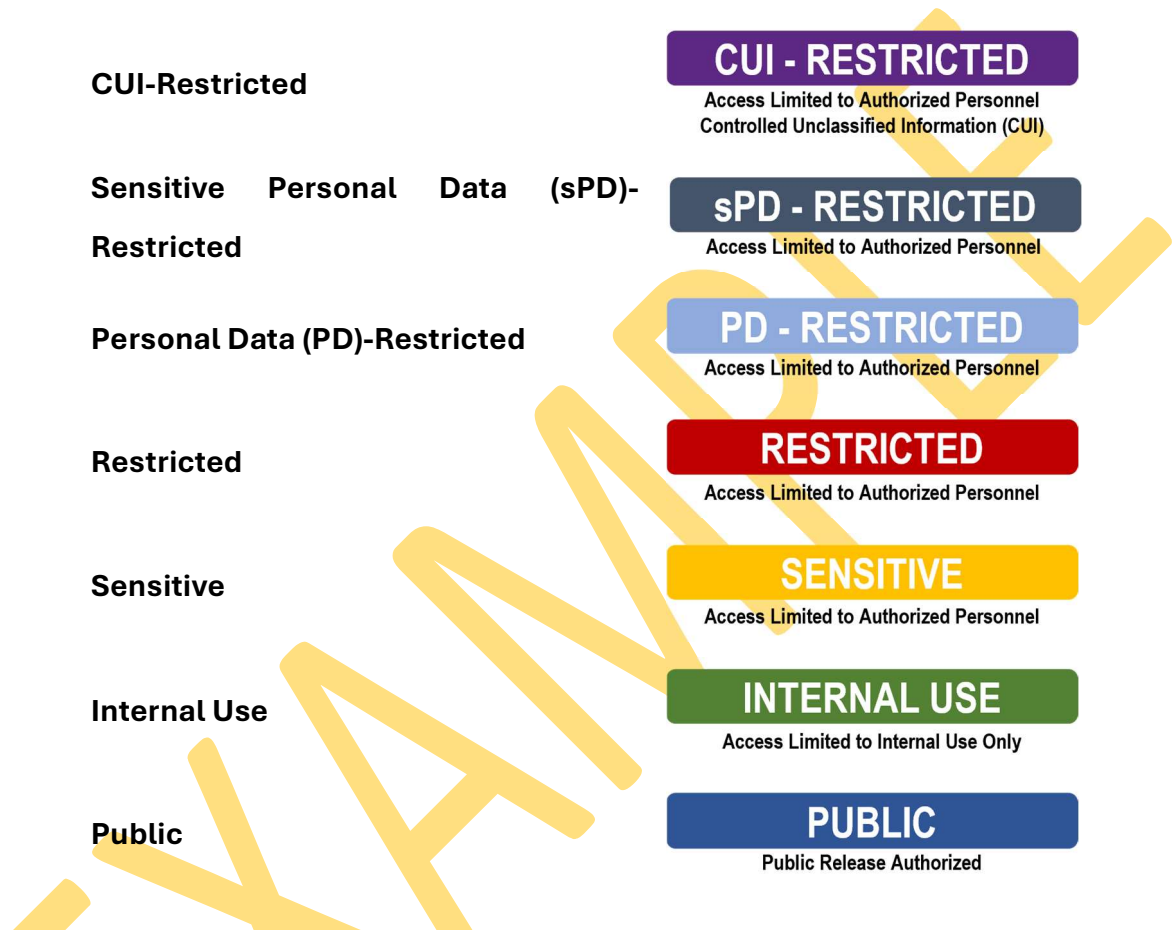 CUI-Restricted
CUI - RESTRICTED
Access Limited to Authorized Personnel
Controlled Unclassified Information (CUI)
Sensitive Personal Data (sPD)-
Restricted
sPD - RESTRICTED
Access Limited to Authorized Personnel
Personal Data (PD)-Restricted
PD - RESTRICTED
Access Limited to Authorized Personnel
Restricted
RESTRICTED
Access Limited to Authorized Personnel
Sensitive
SENSITIVE
Access Limited to Authorized Personnel
Internal Use
INTERNAL USE
Access Limited to Internal Use Only
Public
PUBLIC
Public Release Authorized
EXAMPLE